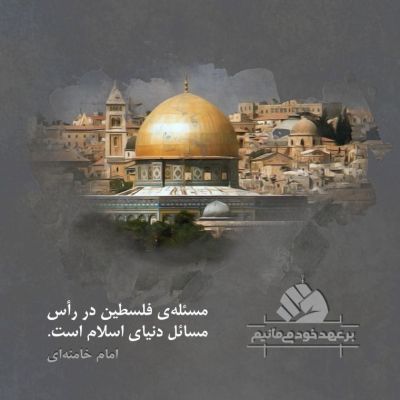 مسئله‌ی فلسطین در رأس
مسائل دنیای اسلام است.
امام خامنه‌ای
بر عهد خود می‌مانیم